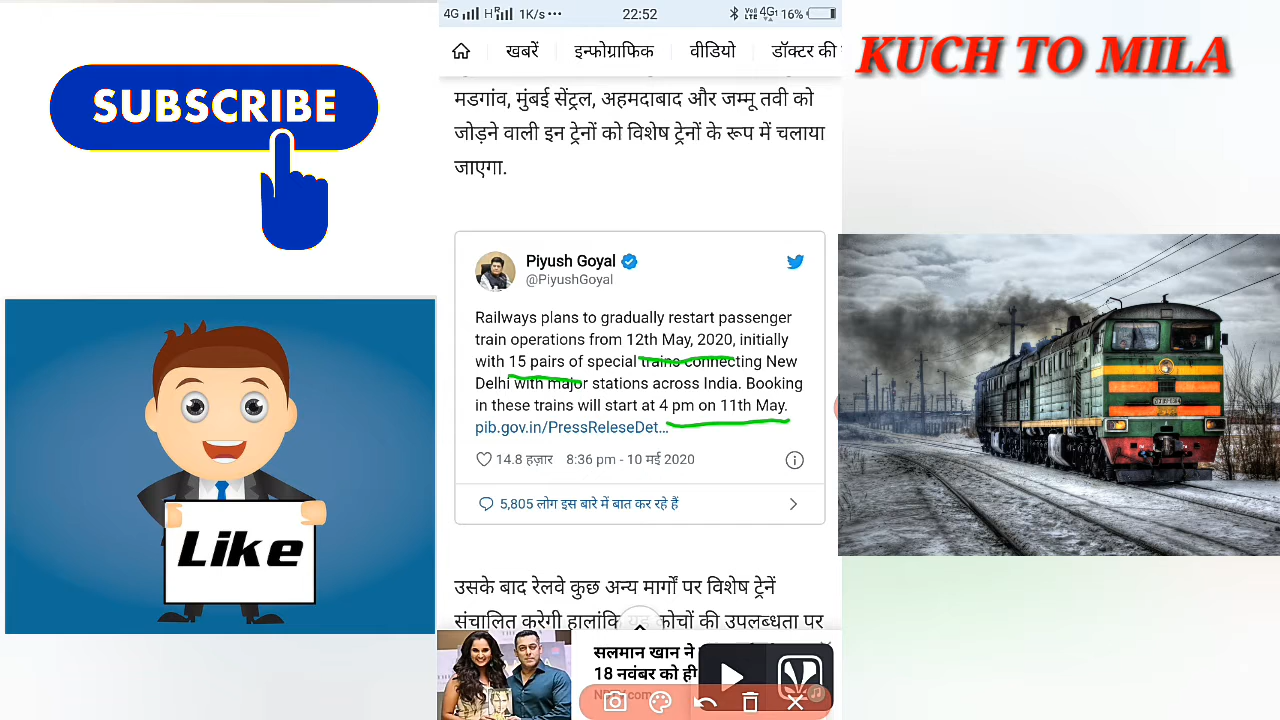 SUBSCRIBE
Like
4G H R 1K/s ••• 22:52 VoI LTE 4G1 16%
खबरें इन्फोग्राफिक वीडियो डॉक्टर की
मडगांव, मुंबई सेंट्रल, अहमदाबाद और जम्मू तवी को
जोड़ने वाली इन ट्रेनों को विशेष ट्रेनों के रूप में चलाया
जाएगा.
Piyush Goyal
@PiyushGoyal
Railways plans to gradually restart passenger
train operations from 12th May, 2020, initially
with 15 pairs of special trains connecting New
Delhi with major stations across India. Booking
in these trains will start at 4 pm on 11th May.
pib.gov.in/PressReleseDet…
14.8 हज़ार 8:36 pm - 10 मई 2020
5,805 लोग इस बारे में बात कर रहे हैं
उसके बाद रेलवे कुछ अन्य मार्गों पर विशेष ट्रेनें
संचालित करेगी हालांकि यह कोचों की उपलब्धता पर
सलमान खान ने
18 नवंबर को ही
KUCH TO MILA